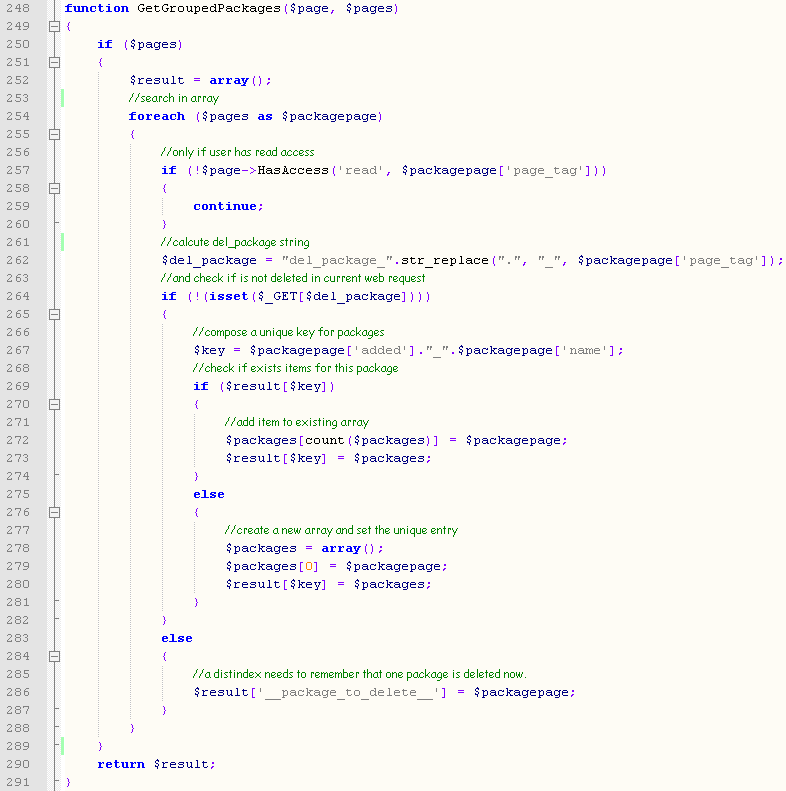 248 function GetGroupedPackages($page, $pages)
249 {
250 if ($pages)
251 {
252 $result = array();
253 //search in array
254 foreach ($pages as $packagepage)
255 {
256 //only if user has read access
257 if (!$page->HasAccess('read', $packagepage['page_tag']))
258 {
259 continue;
260 }
261 //calcute del_package string
262 $del_package = "del_package_".str_replace(".", "_", $packagepage['page_tag']);
263 //and check if is not deleted in current web request
264 if (!(isset($_GET[$del_package])))
265 {
266 //compose a unique key for packages
267 $key = $packagepage['added']."_".$packagepage['name'];
268 //check if exists items for this package
269 if ($result[$key])
270 {
271 //add item to existing array
272 $packages[count($packages)] = $packagepage;
273 $result[$key] = $packages;
274 }
275 else
276 {
277 //create a new array and set the unique entry
278 $packages = array();
279 $packages[0] = $packagepage;
280 $result[$key] = $packages;
281 }
282 }
283 else
284 {
285 //a distindex needs to remember that one package is deleted now.
286 $result['__package_to_delete__'] = $packagepage;
287 }
288 }
289 }
290 return $result;
291 }